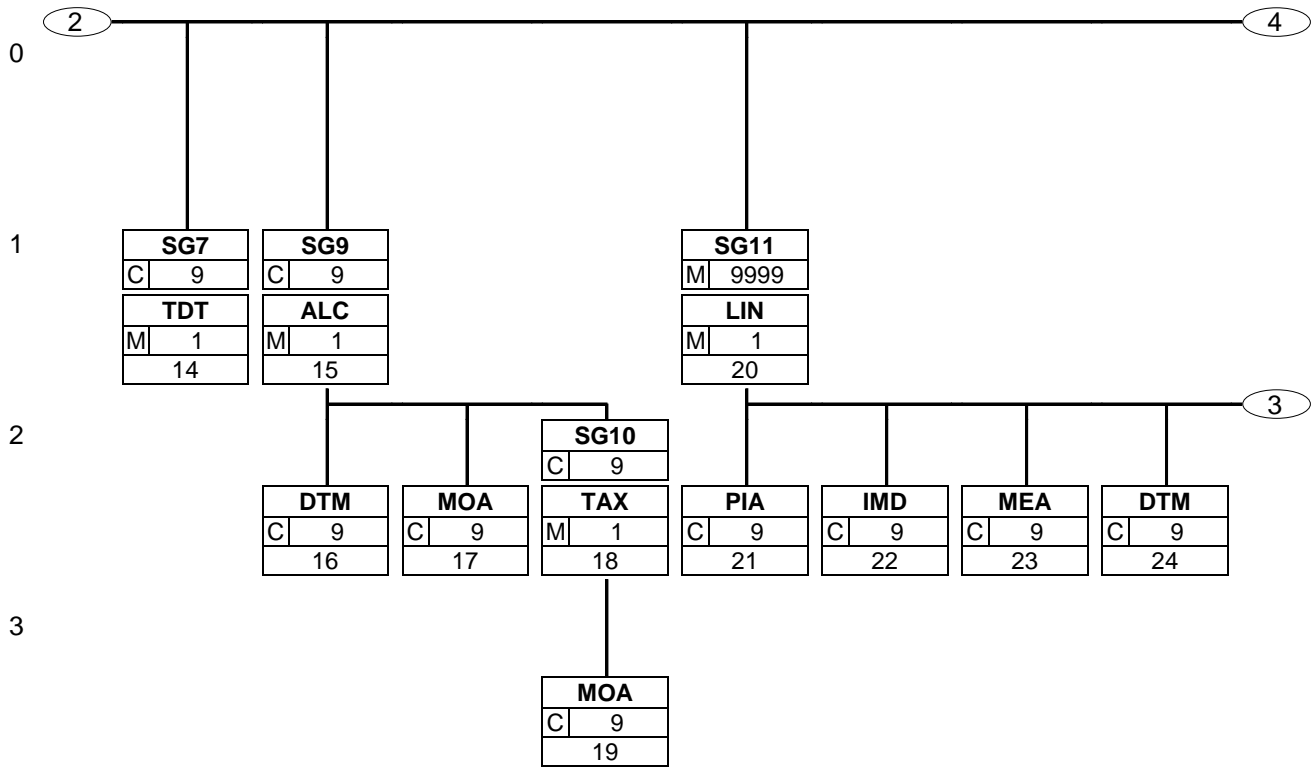 2 4
0
1
SG7 SG9 SG11
C 9 C 9 M 9999
TDT ALC LIN
M 1 M 1 M 1
14 15 20
3
2
SG10
C 9
DTM MOA TAX PIA IMD MEA DTM
C 9 C 9 M 1 C 9 C 9 C 9 C 9
16 17 18 21 22 23 24
3
MOA
C 9
19